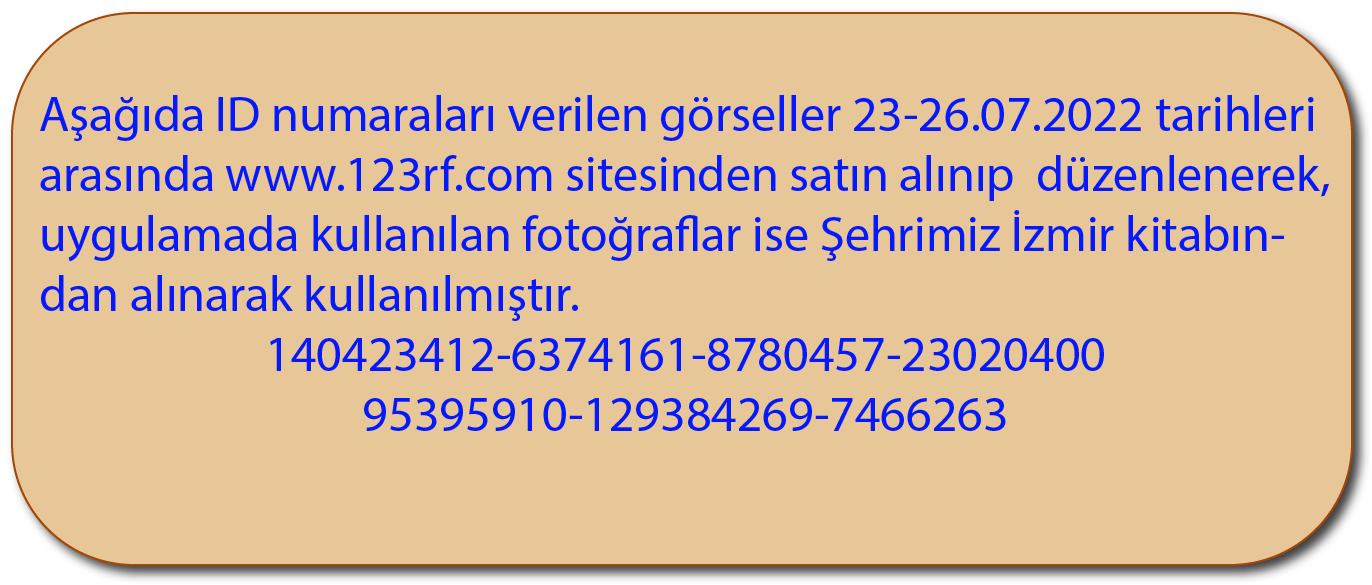 Aşağıda ID numaraları verilen görseller 23-26.07.2022 tarihleri
arasında www.123rf.com sitesinden satın alınıp  düzenlenerek,
uygulamada kullanılan fotoğraflar ise Şehrimiz İzmir kitabın-
dan alınarak kullanılmıştır.
140423412-6374161-8780457-23020400
95395910-129384269-7466263